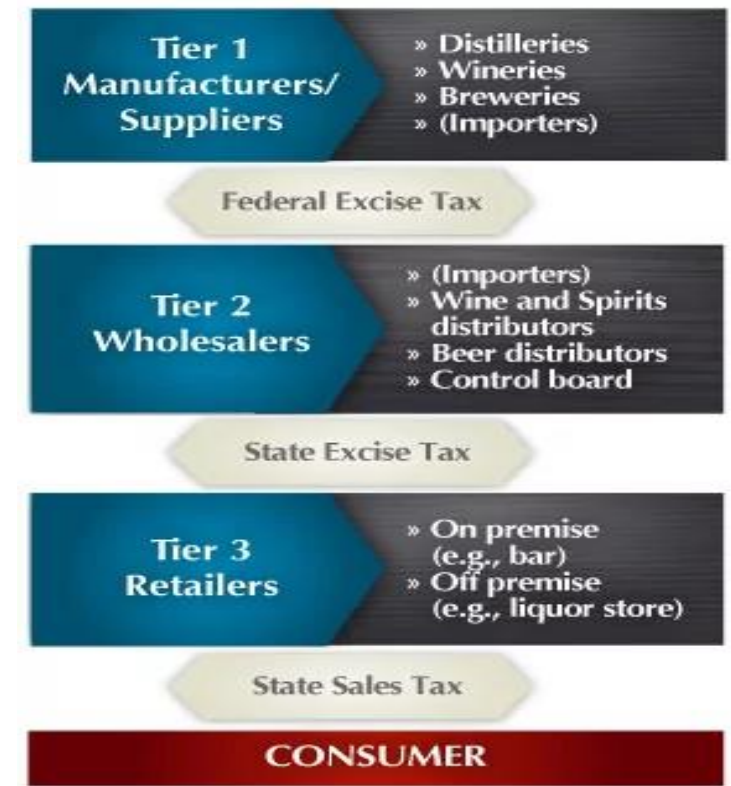 Tier 1
Manufacturers/
Suppliers
» Distilleries
» Wineries
» Breweries
» (Importers)
Federal Excise Tax
Tier 2
Wholesalers
» (Importers)
» Wine and Spirits
distributors
» Beer distributors
» Control board
State Excise Tax
Tier 3
Retailers
» On premise
(e.g., bar)
» Off premise
(e.g., liquor store)
State Sales Tax
CONSUMER